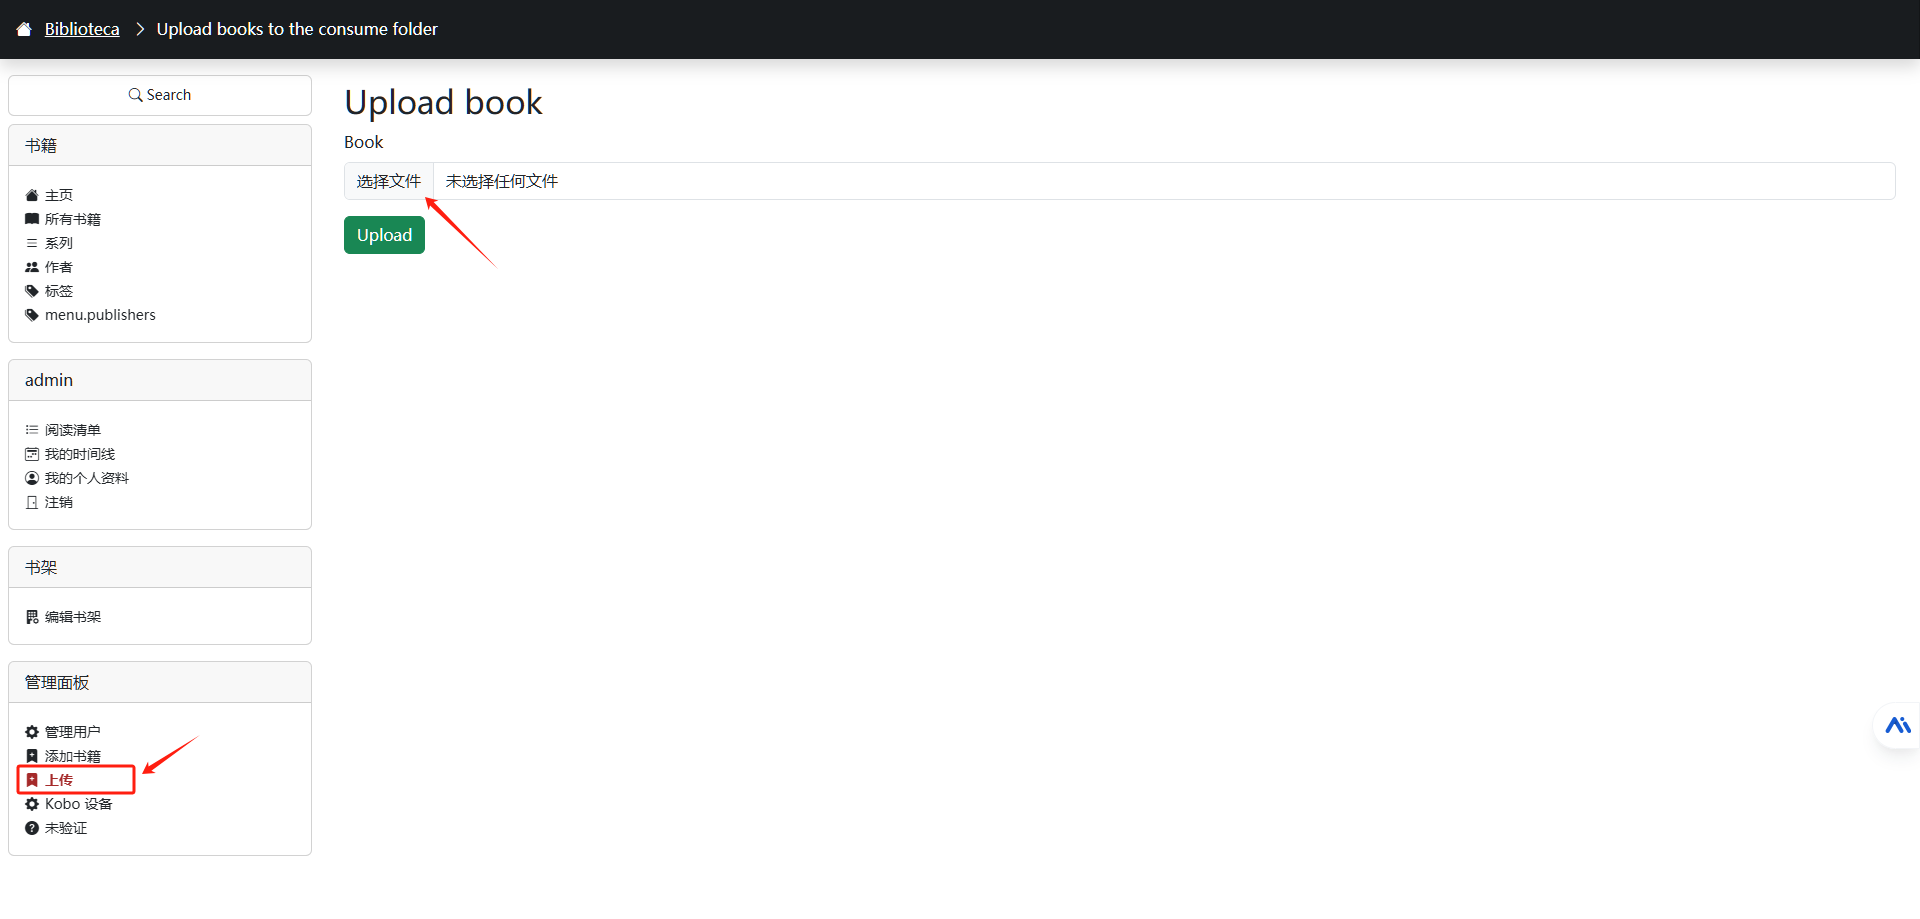 Biblioteca > Upload books to the consume folder
Search
书籍
主页
所有书籍
系列
作者
标签
menu.publishers
admin
阅读清单
我的时间线
我的个人资料
注销
书架
编辑书架
管理面板
管理用户
添加书籍
上传
Kobo 设备
未验证
Upload book
Book
选择文件 未选择任何文件
Upload